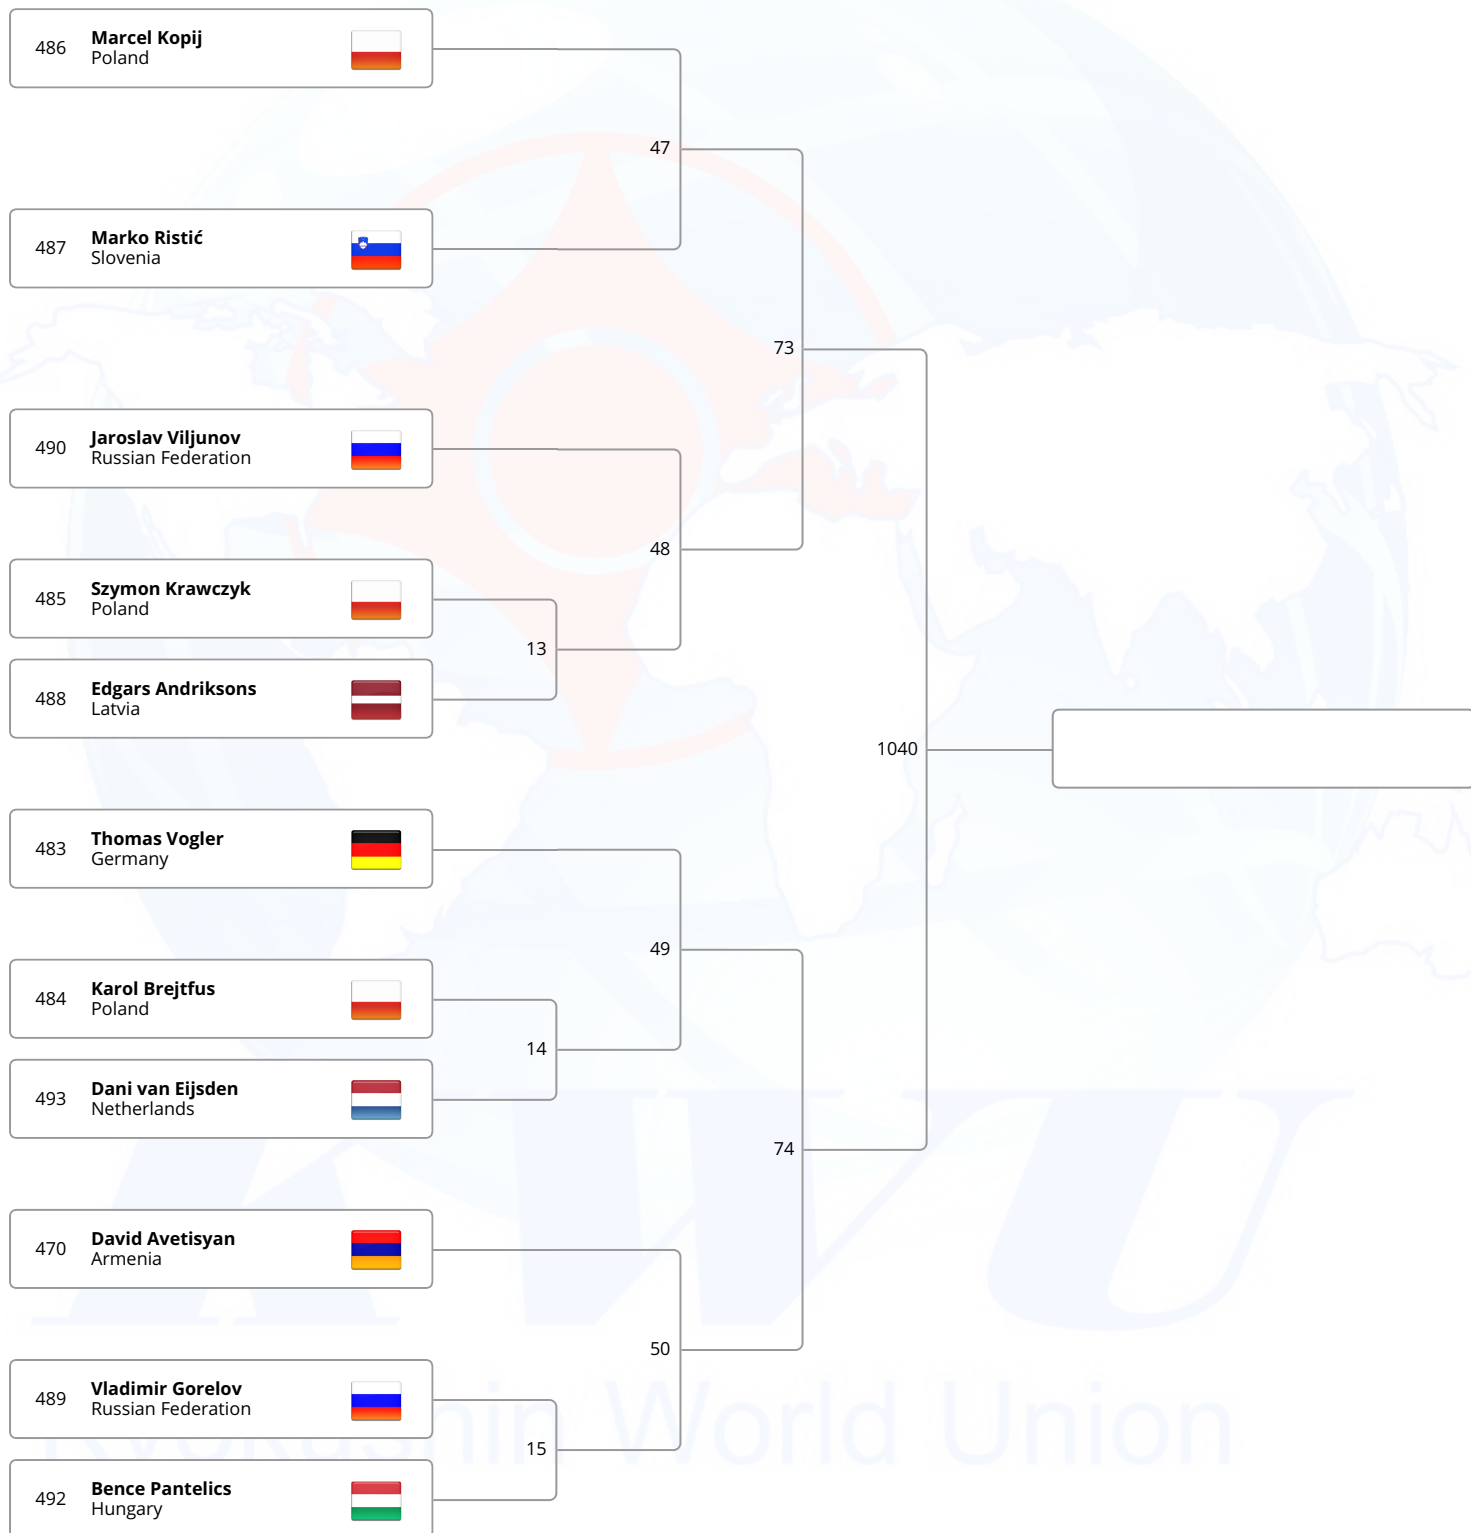 486
Marcel Kopij
Poland
47
487
Marko Ristić
Slovenia
73
490
Jaroslav Viljunov
Russian Federation
48
485
Szymon Krawczyk
Poland
13
488
Edgars Andriksons
Latvia
1040
483
Thomas Vogler
Germany
49
484
Karol Brejtfus
Poland
14
493
Dani van Eijsden
Netherlands
74
470
David Avetisyan
Armenia
50
489
Vladimir Gorelov
Russian Federation
15
492
Bence Pantelics
Hungary
KWU
Kyokushin World Union